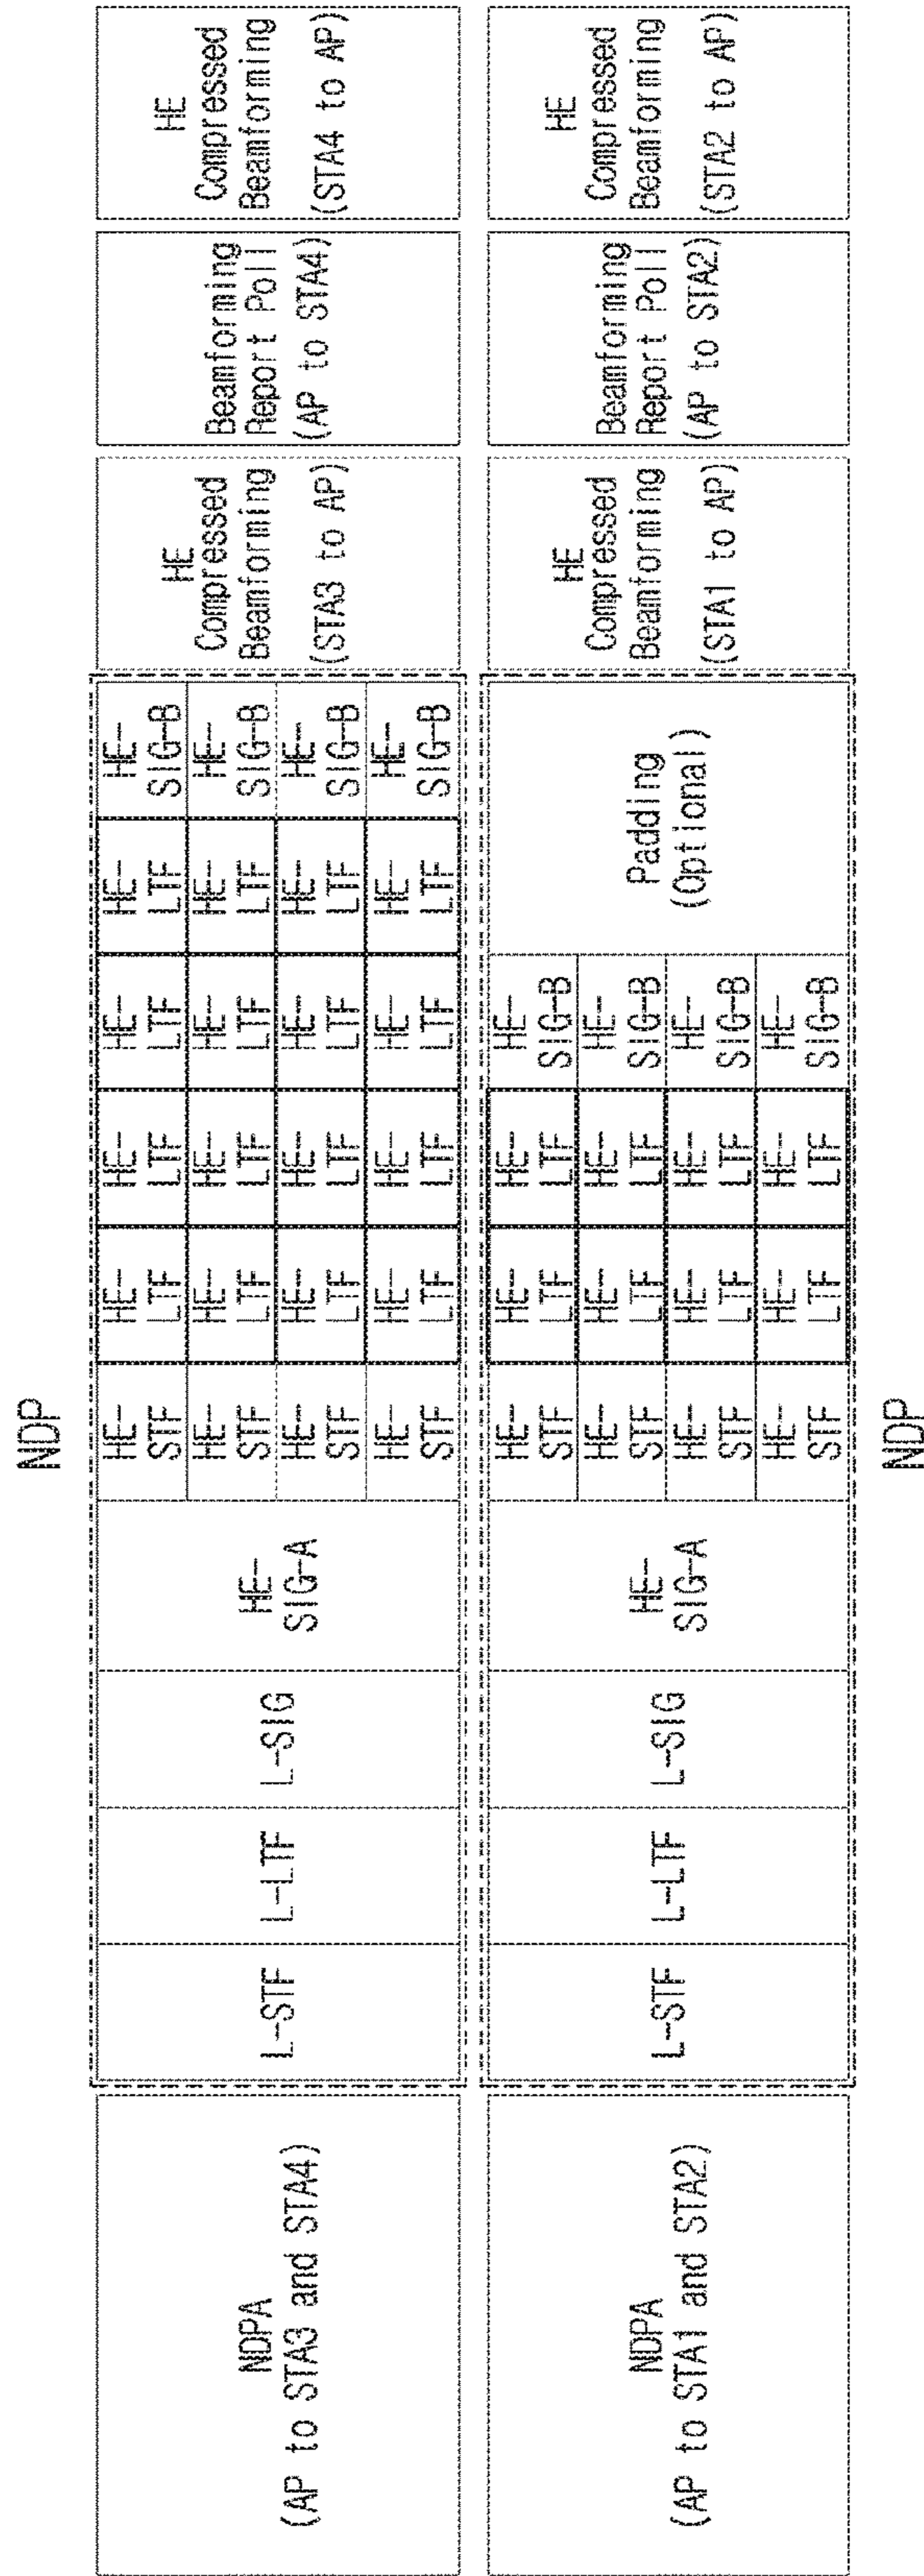 NDP
NDPA
(AP to STA3 and STA4)
L-STF
L-LTF
L-SIG
HE-
SIG-A
HE-
STF
HE-
STF
HE-
STF
HE-
STF
HE-
LTF
HE-
LTF
HE-
LTF
HE-
LTF
HE-
LTF
HE-
LTF
HE-
LTF
HE-
LTF
HE-
LTF
HE-
LTF
HE-
LTF
HE-
LTF
HE-
LTF
HE-
LTF
HE-
LTF
HE-
LTF
HE-
SIG-B
HE-
SIG-B
HE-
SIG-B
HE-
SIG-B
HE
Compressed
Beamforming
(STA3 to AP)
Beamforming
Report Poll
(AP to STA4)
HE
Compressed
Beamforming
(STA4 to AP)
NDPA
(AP to STA1 and STA2)
L-STF
L-LTF
L-SIG
HE-
SIG-A
HE-
STF
HE-
STF
HE-
STF
HE-
STF
HE-
LTF
HE-
LTF
HE-
LTF
HE-
LTF
HE-
LTF
HE-
LTF
HE-
LTF
HE-
LTF
HE-
SIG-B
HE-
SIG-B
HE-
SIG-B
HE-
SIG-B
Padding
(Optional)
HE
Compressed
Beamforming
(STA1 to AP)
Beamforming
Report Poll
(AP to STA2)
HE
Compressed
Beamforming
(STA2 to AP)
NDP